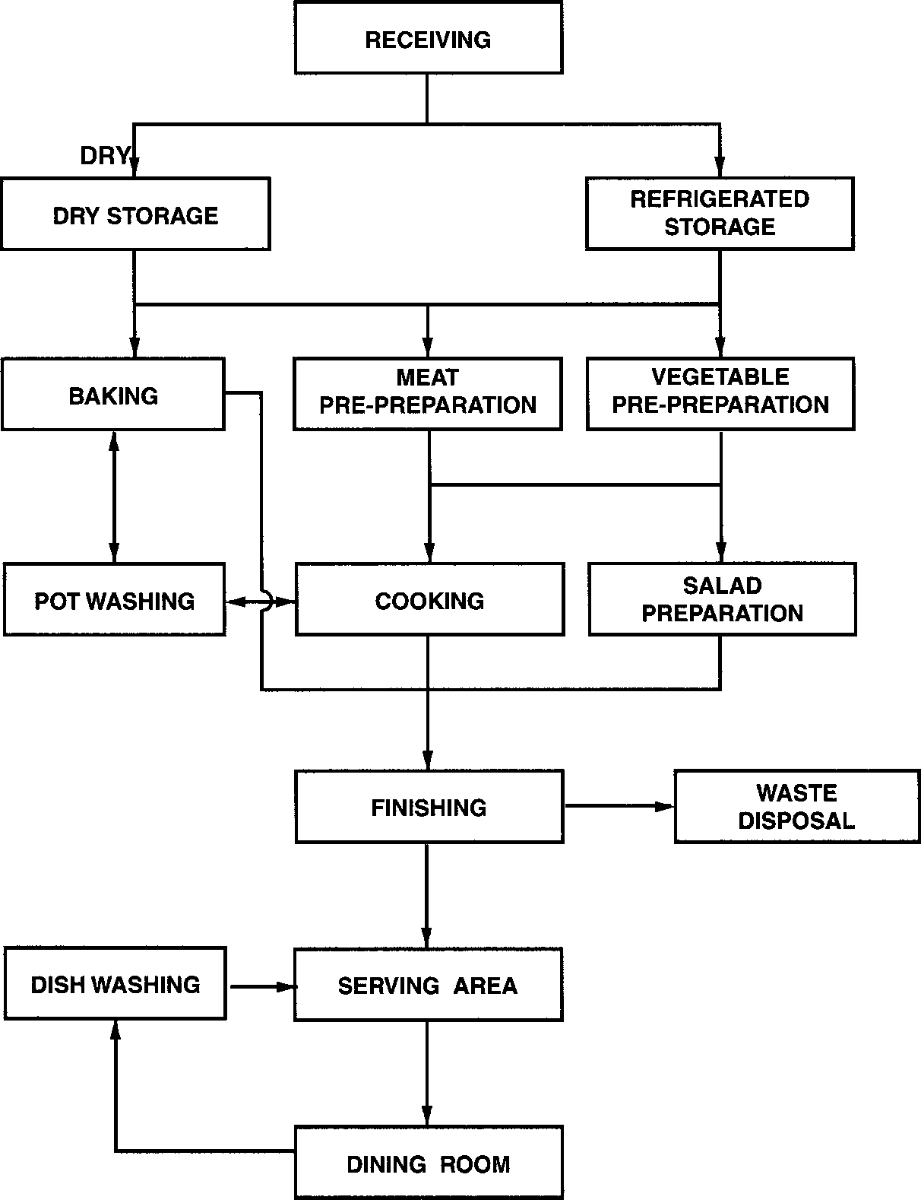 RECEIVING
DRY
DRY STORAGE
REFRIGERATED
STORAGE
BAKING
MEAT
PRE-PREPARATION
VEGETABLE
PRE-PREPARATION
POT WASHING
COOKING
SALAD
PREPARATION
FINISHING
WASTE
DISPOSAL
DISH WASHING
SERVING AREA
DINING ROOM